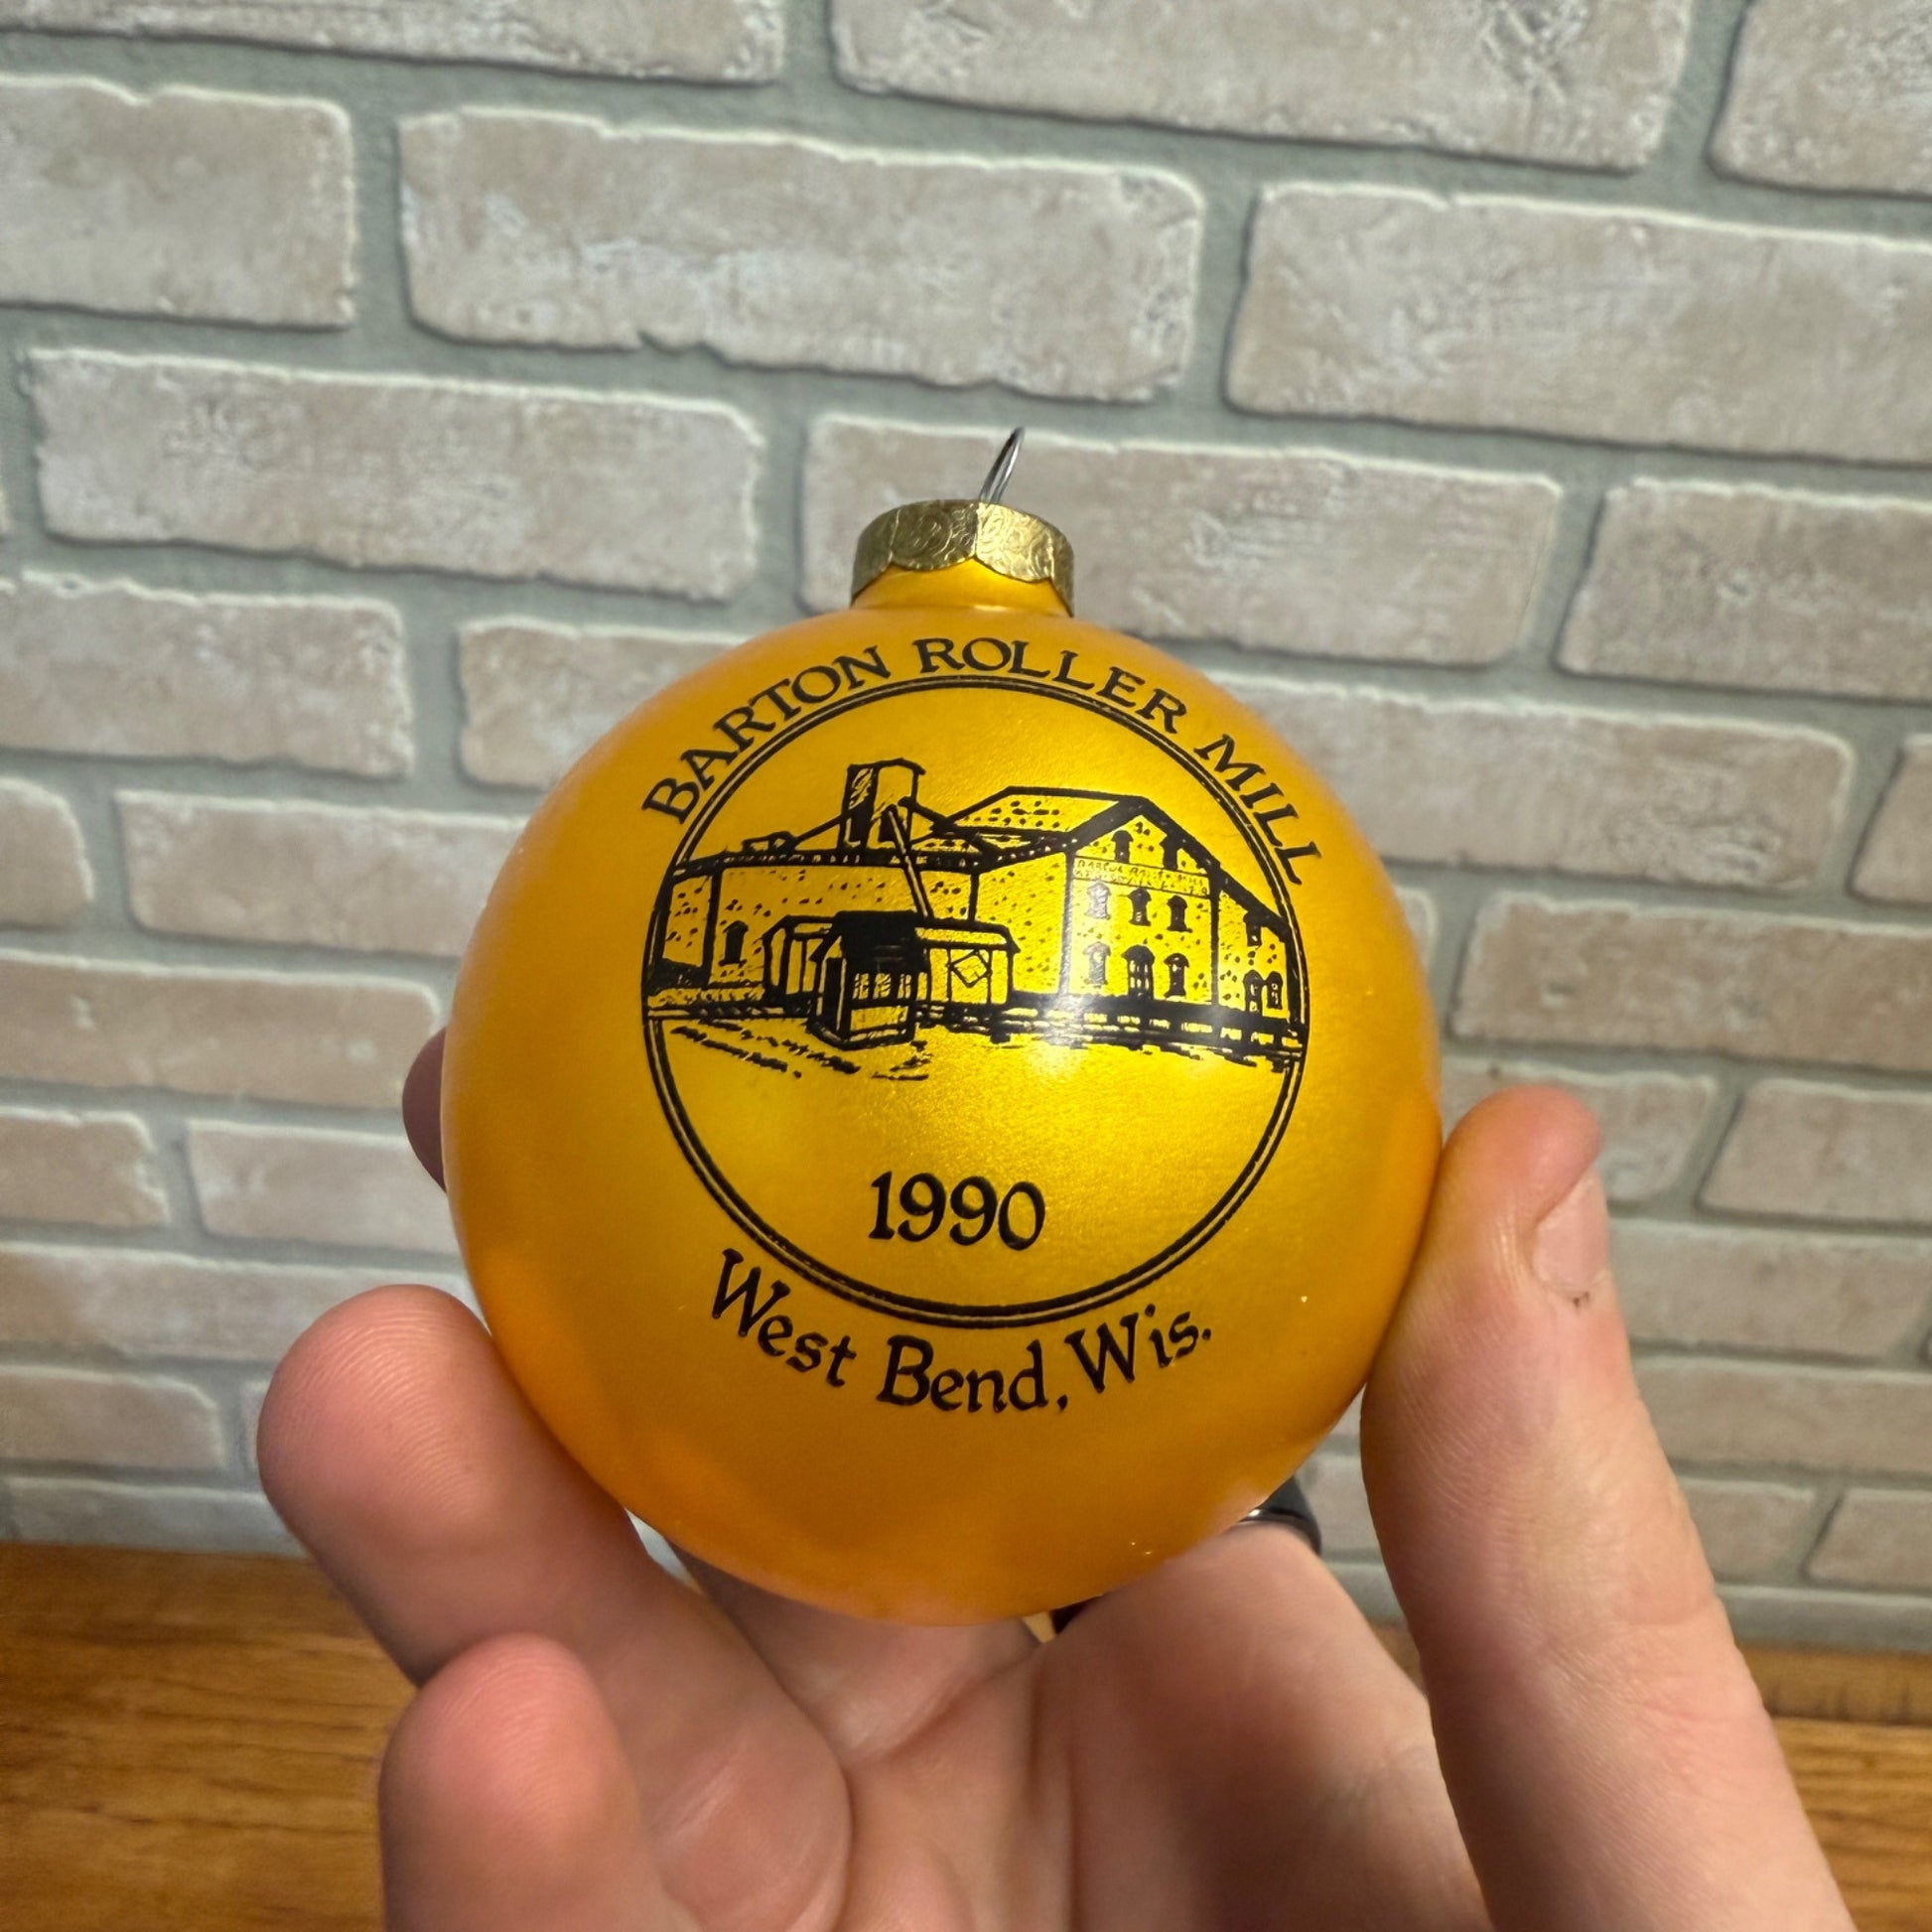 BARTON ROLLER MILL
1990
West Bend, Wis.